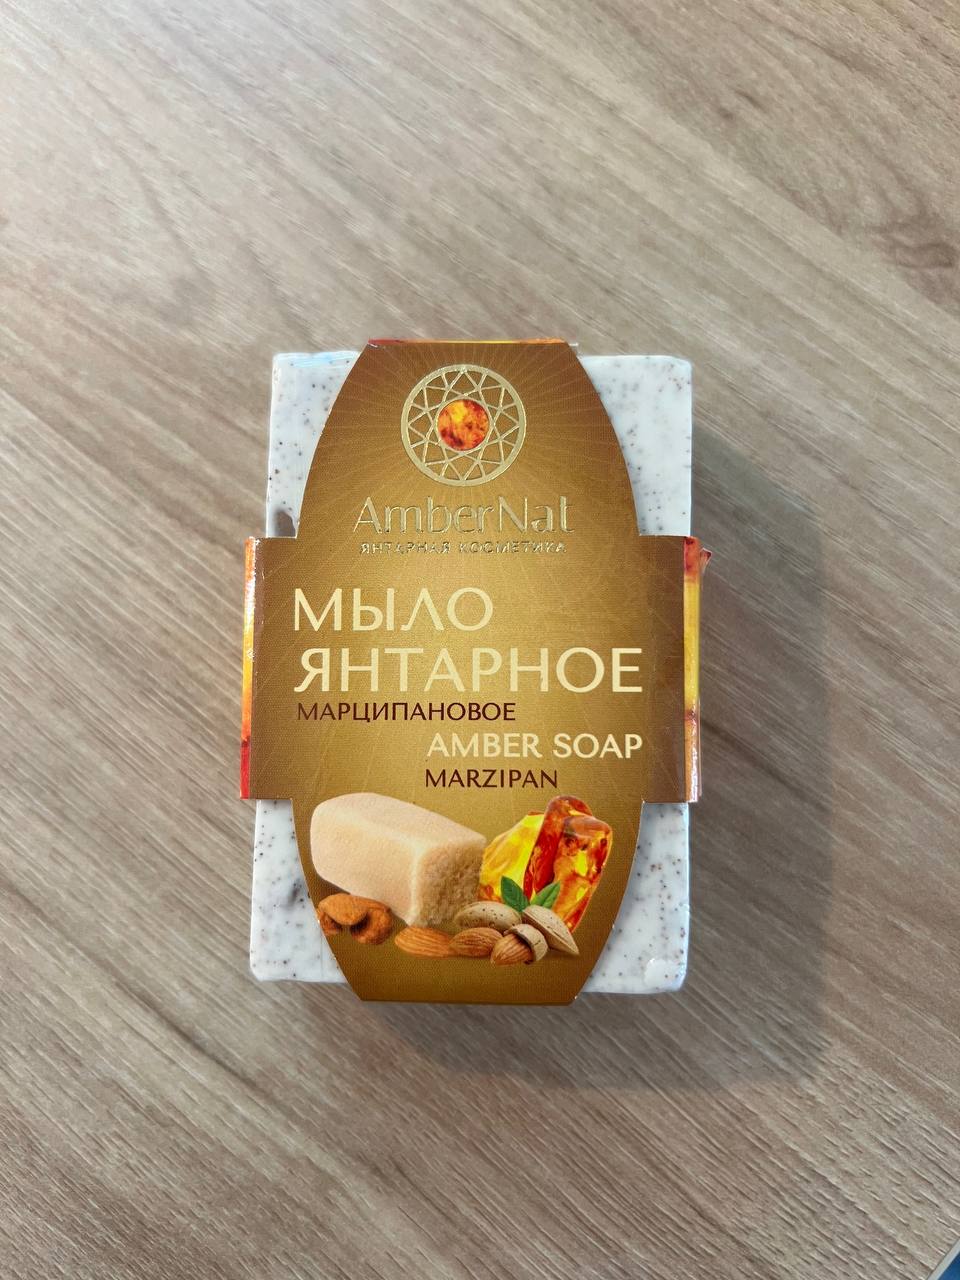 AmberNat
ЯНТАРНАЯ КОСМЕТИКА
МЫЛО
ЯНТАРНОЕ
МАРЦИПАНОВОЕ
AMBER SOAP
MARZIPAN